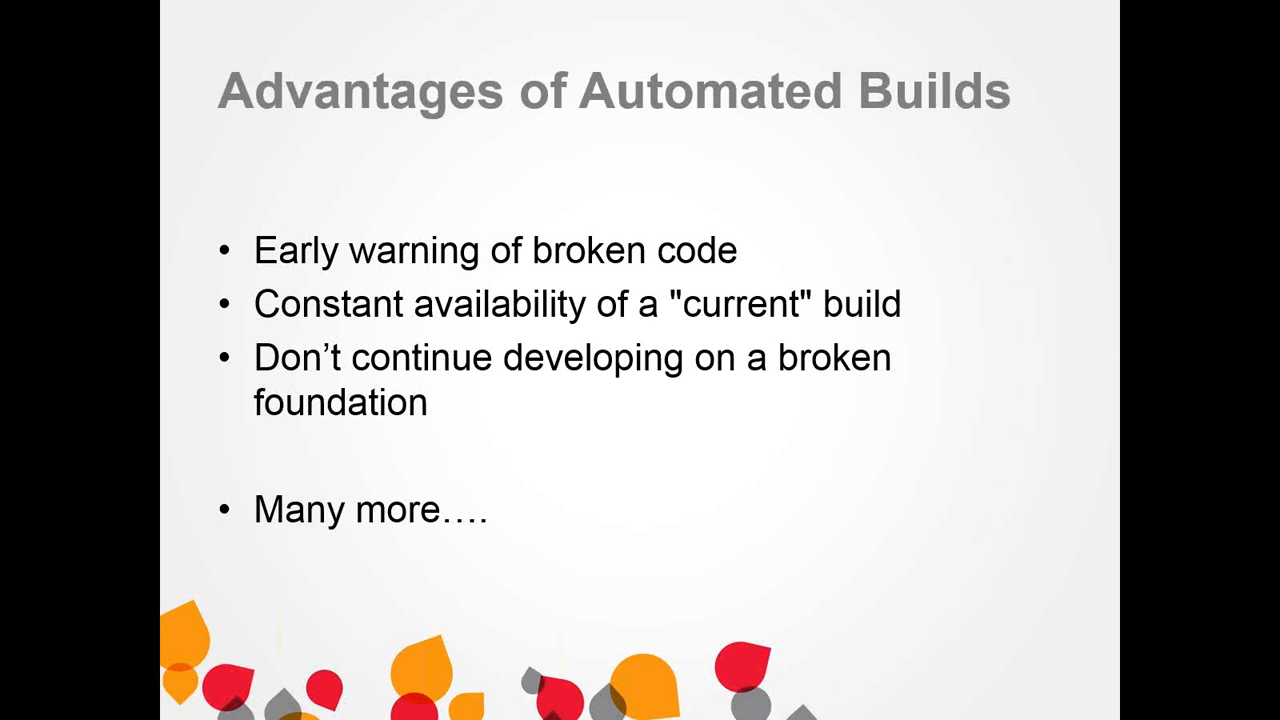 Advantages of Automated Builds
• Early warning of broken code
• Constant availability of a "current" build
• Don’t continue developing on a broken
foundation
• Many more….